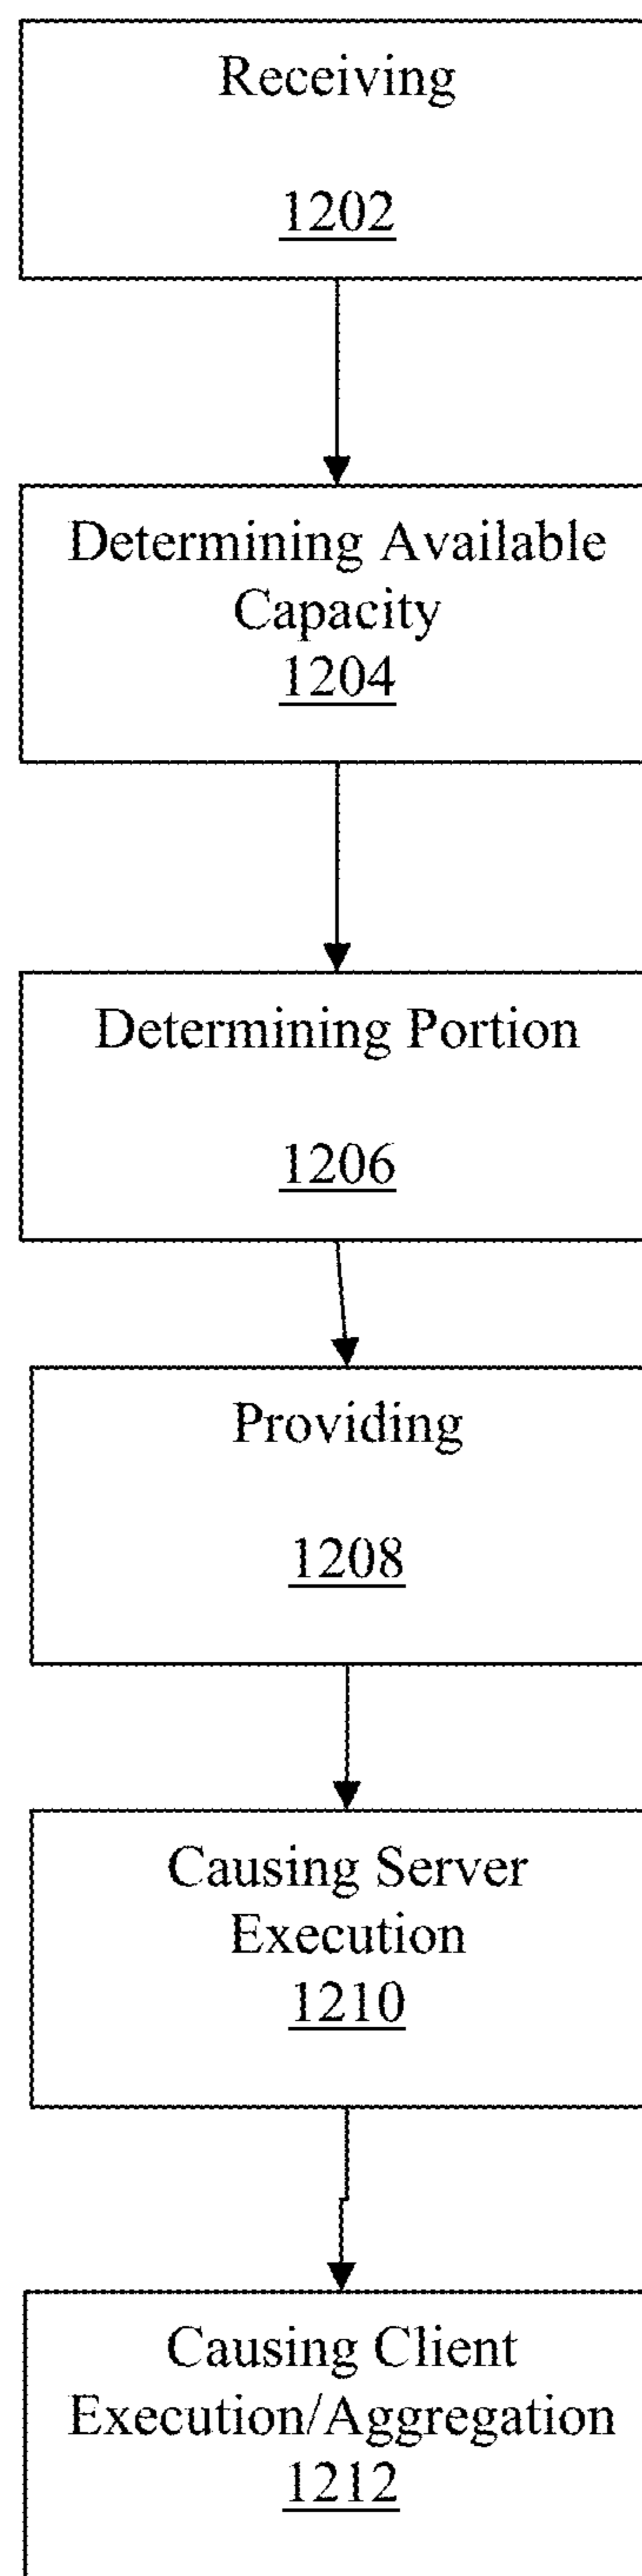 Receiving
1202
Determining Available
Capacity
1204
Determining Portion
1206
Providing
1208
Causing Server
Execution
1210
Causing Client
Execution/Aggregation
1212